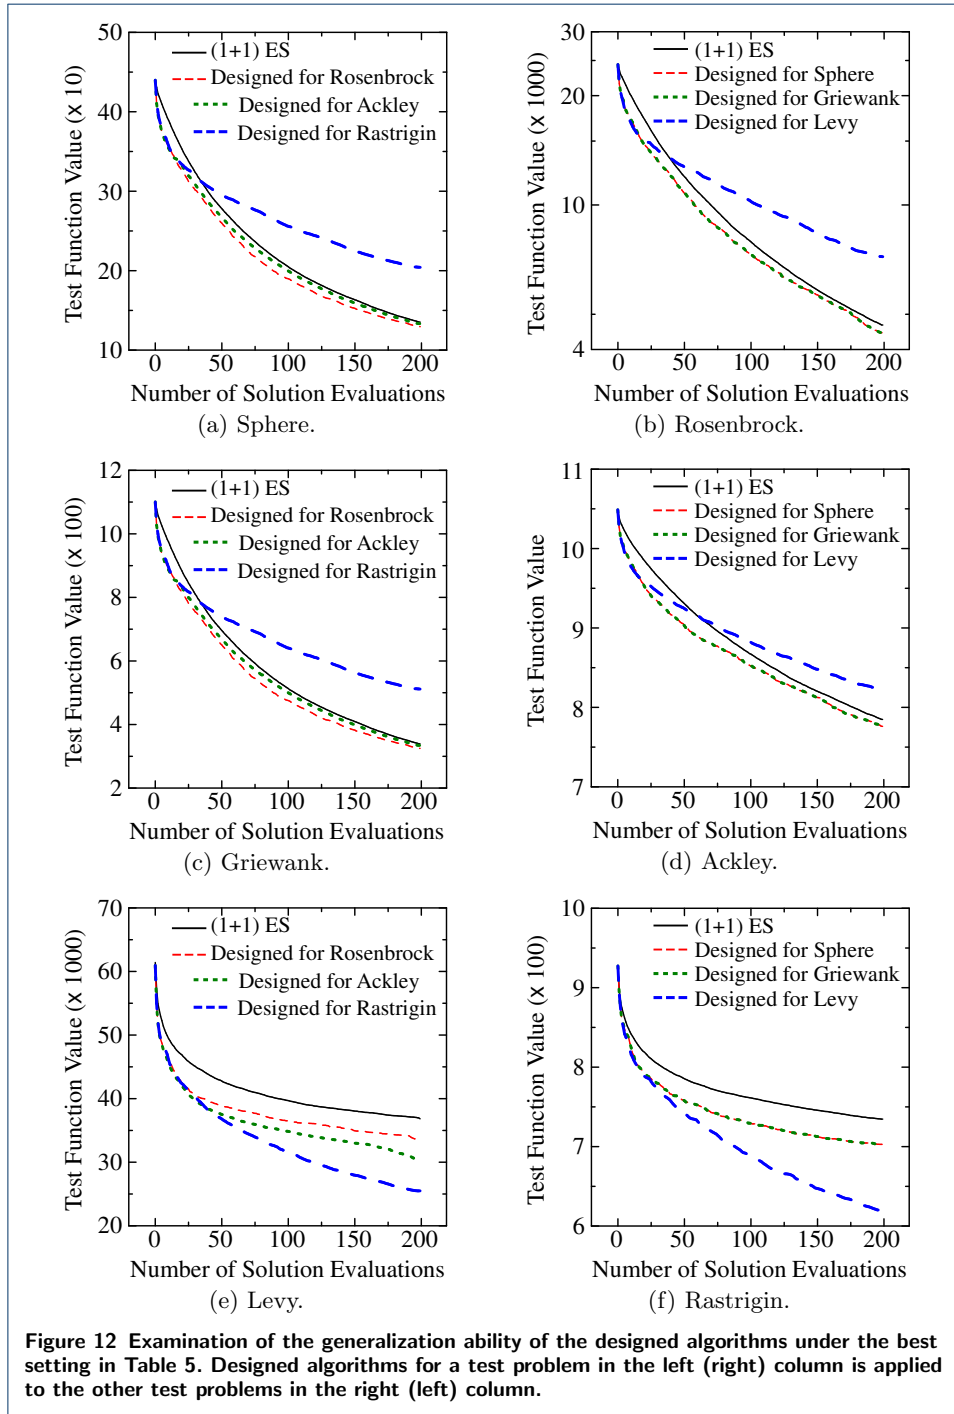 50
40
30
20
10
Test Function Value (x 10)
(1+1) ES
Designed for Rosenbrock
Designed for Ackley
Designed for Rastrigin
0 50 100 150 200
Number of Solution Evaluations
(a) Sphere.
30
20
10
4
Test Function Value (x 1000)
(1+1) ES
Designed for Sphere
Designed for Griewank
Designed for Levy
0 50 100 150 200
Number of Solution Evaluations
(b) Rosenbrock.
12
10
8
6
4
2
Test Function Value (x 100)
(1+1) ES
Designed for Rosenbrock
Designed for Ackley
Designed for Rastrigin
0 50 100 150 200
Number of Solution Evaluations
(c) Griewank.
11
10
9
8
7
Test Function Value
(1+1) ES
Designed for Sphere
Designed for Griewank
Designed for Levy
0 50 100 150 200
Number of Solution Evaluations
(d) Ackley.
70
60
50
40
30
20
Test Function Value (x 1000)
(1+1) ES
Designed for Rosenbrock
Designed for Ackley
Designed for Rastrigin
0 50 100 150 200
Number of Solution Evaluations
(e) Levy.
10
9
8
7
6
Test Function Value (x 100)
(1+1) ES
Designed for Sphere
Designed for Griewank
Designed for Levy
0 50 100 150 200
Number of Solution Evaluations
(f) Rastrigin.
Figure 12 Examination of the generalization ability of the designed algorithms under the best
setting in Table 5. Designed algorithms for a test problem in the left (right) column is applied
to the other test problems in the right (left) column.